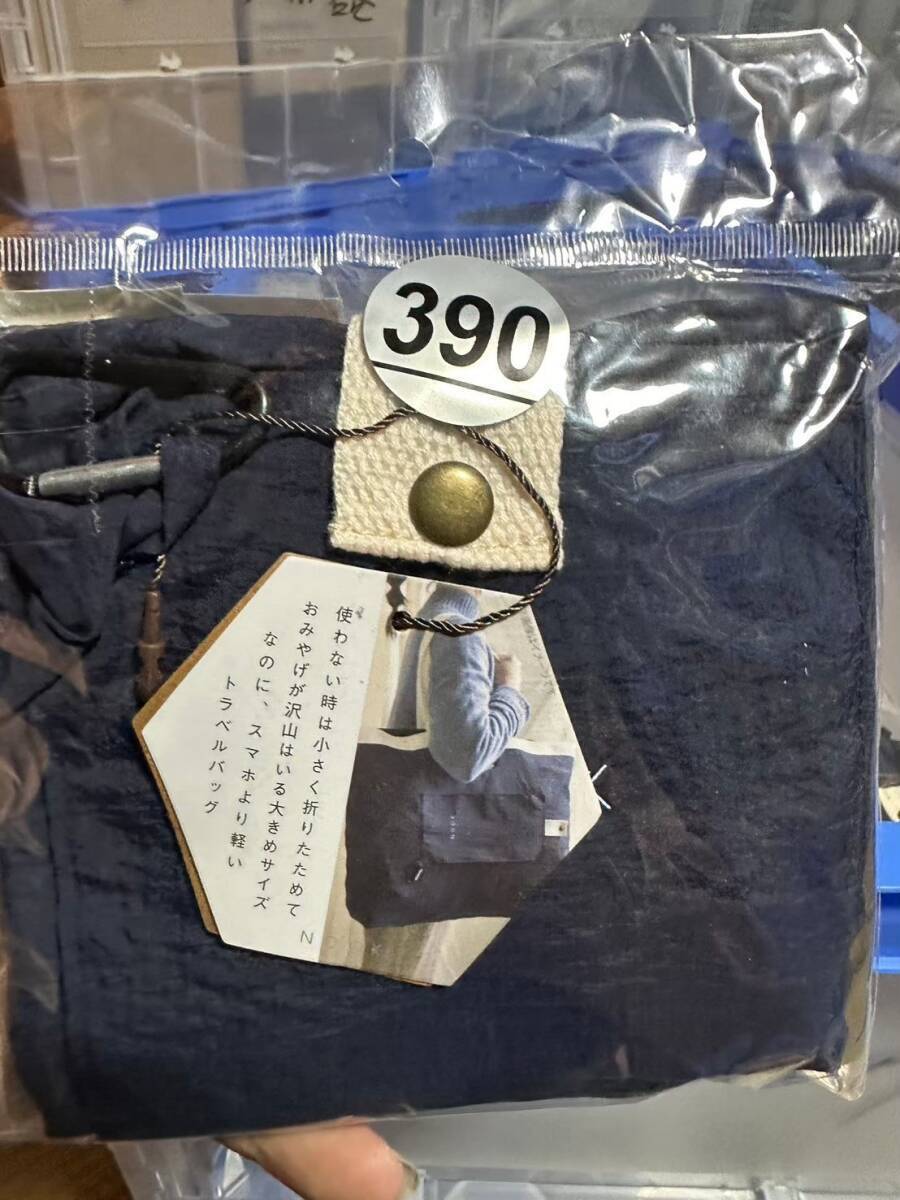 390
使わない時は小さく折りたためて
おみやげが沢山はいる大きめサイズ
なのに、スマホより軽い
トラベルバッグ
N